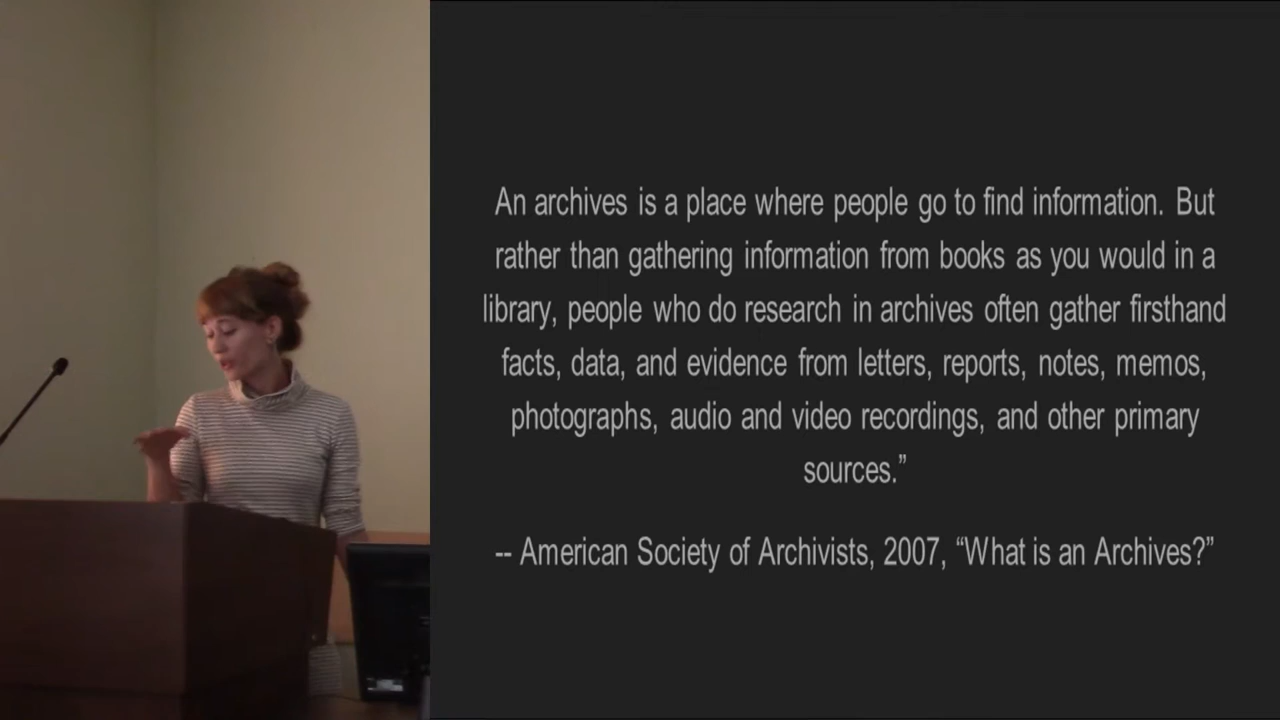 An archives is a place where people go to find information. But
rather than gathering information from books as you would in a
library, people who do research in archives often gather firsthand
facts, data, and evidence from letters, reports, notes, memos,
photographs, audio and video recordings, and other primary
sources.”
-- American Society of Archivists, 2007, “What is an Archives?”